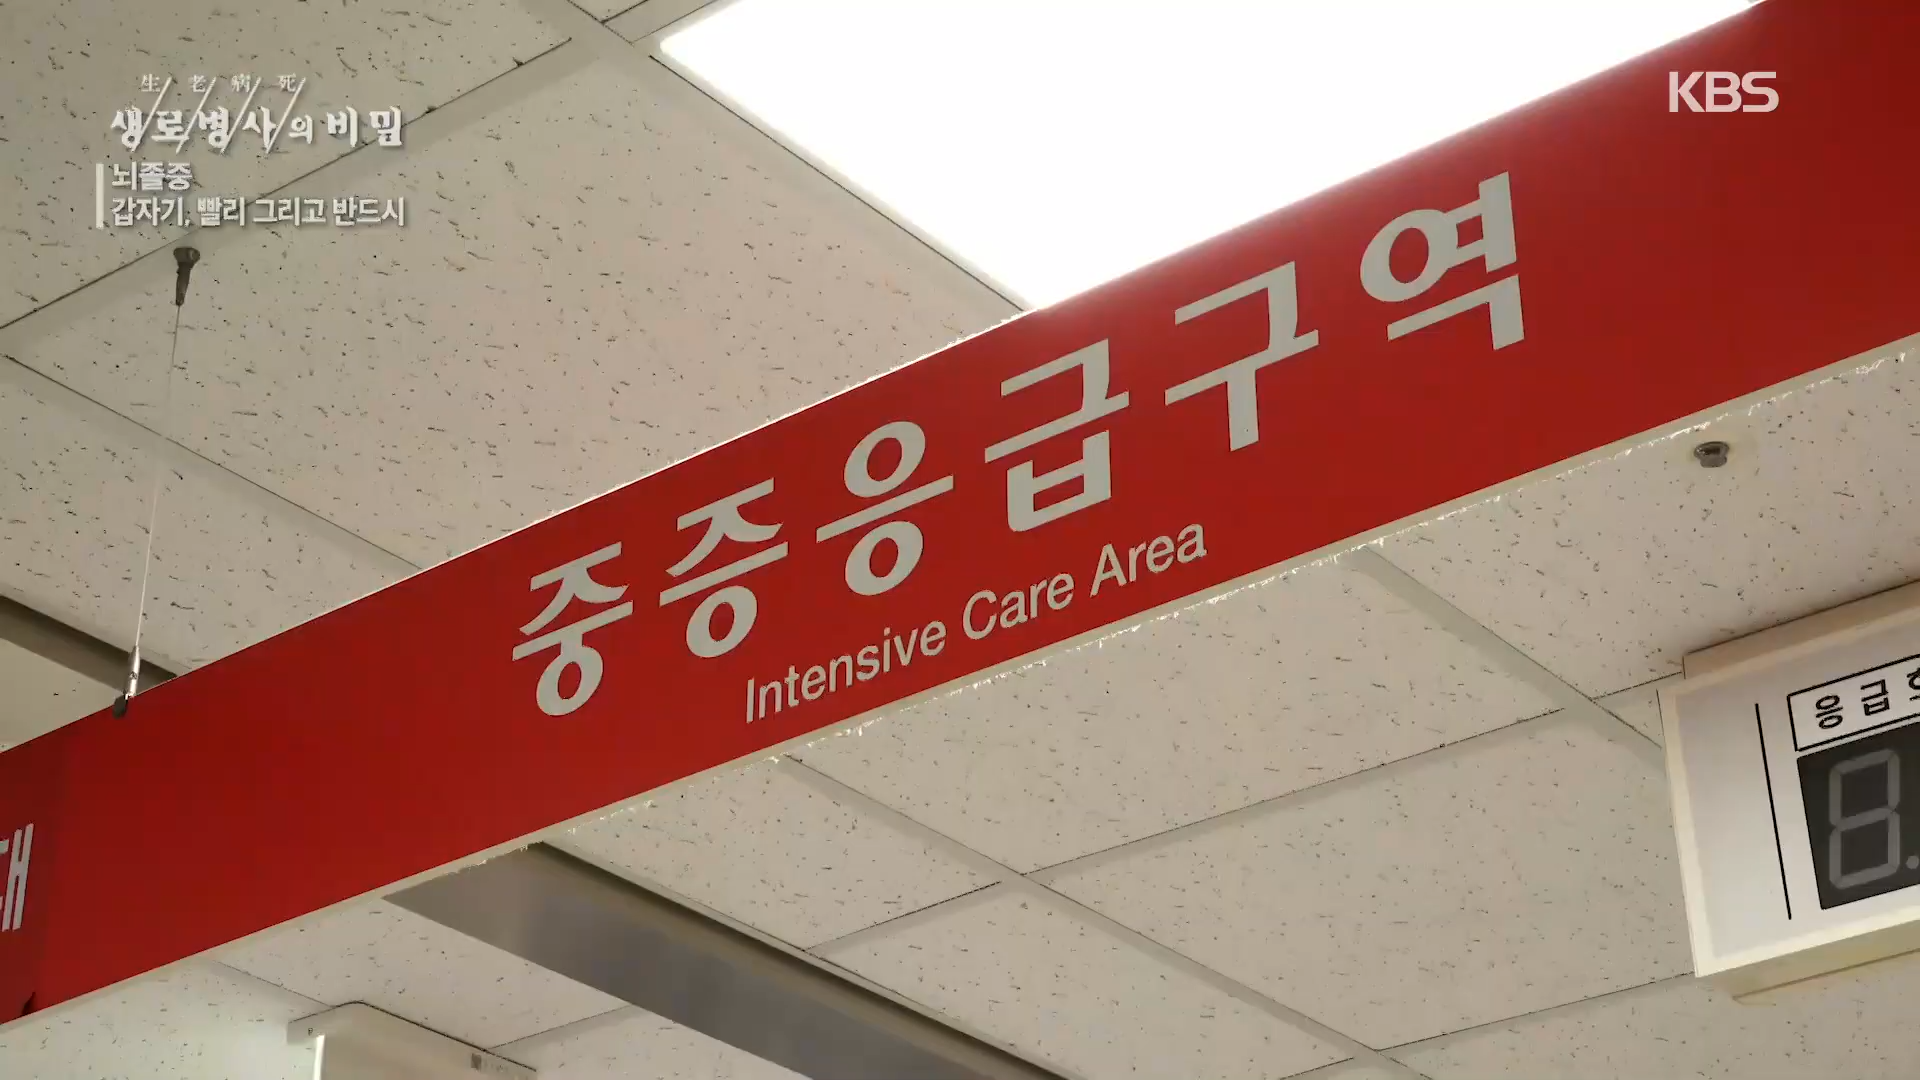 生老病死
생로병사의 비밀
뇌졸중
갑자기, 빨리 그리고 반드시
KBS
중증응급구역
Intensive Care Area
응급
대
8.